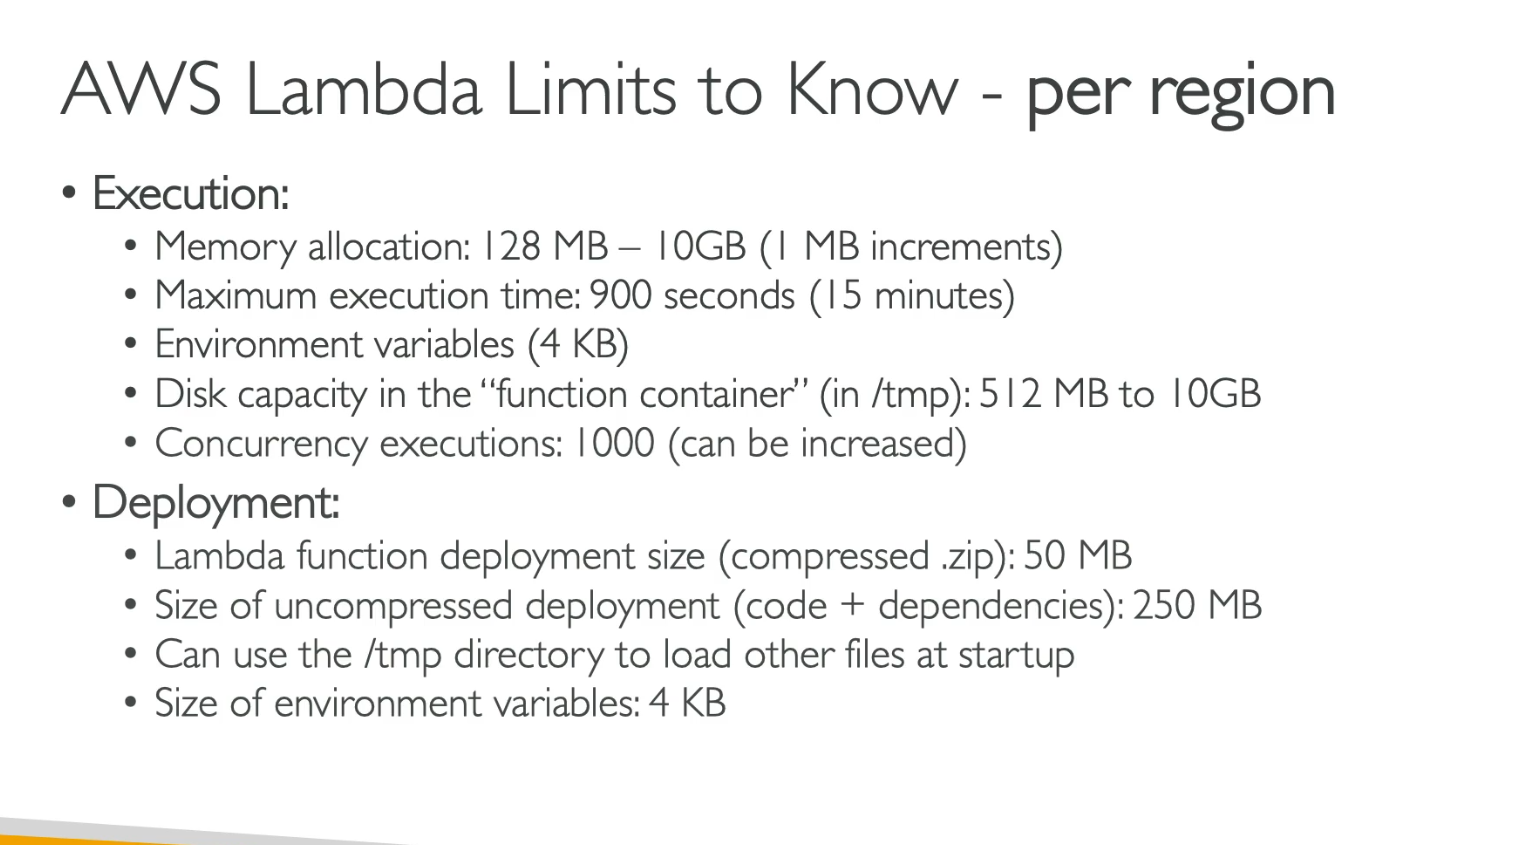 AWS Lambda Limits to Know - per region
• Execution:
• Memory allocation: 128 MB – 10GB (1 MB increments)
• Maximum execution time: 900 seconds (15 minutes)
• Environment variables (4 KB)
• Disk capacity in the “function container” (in /tmp): 512 MB to 10GB
• Concurrency executions: 1000 (can be increased)
• Deployment:
• Lambda function deployment size (compressed .zip): 50 MB
• Size of uncompressed deployment (code + dependencies): 250 MB
• Can use the /tmp directory to load other files at startup
• Size of environment variables: 4 KB